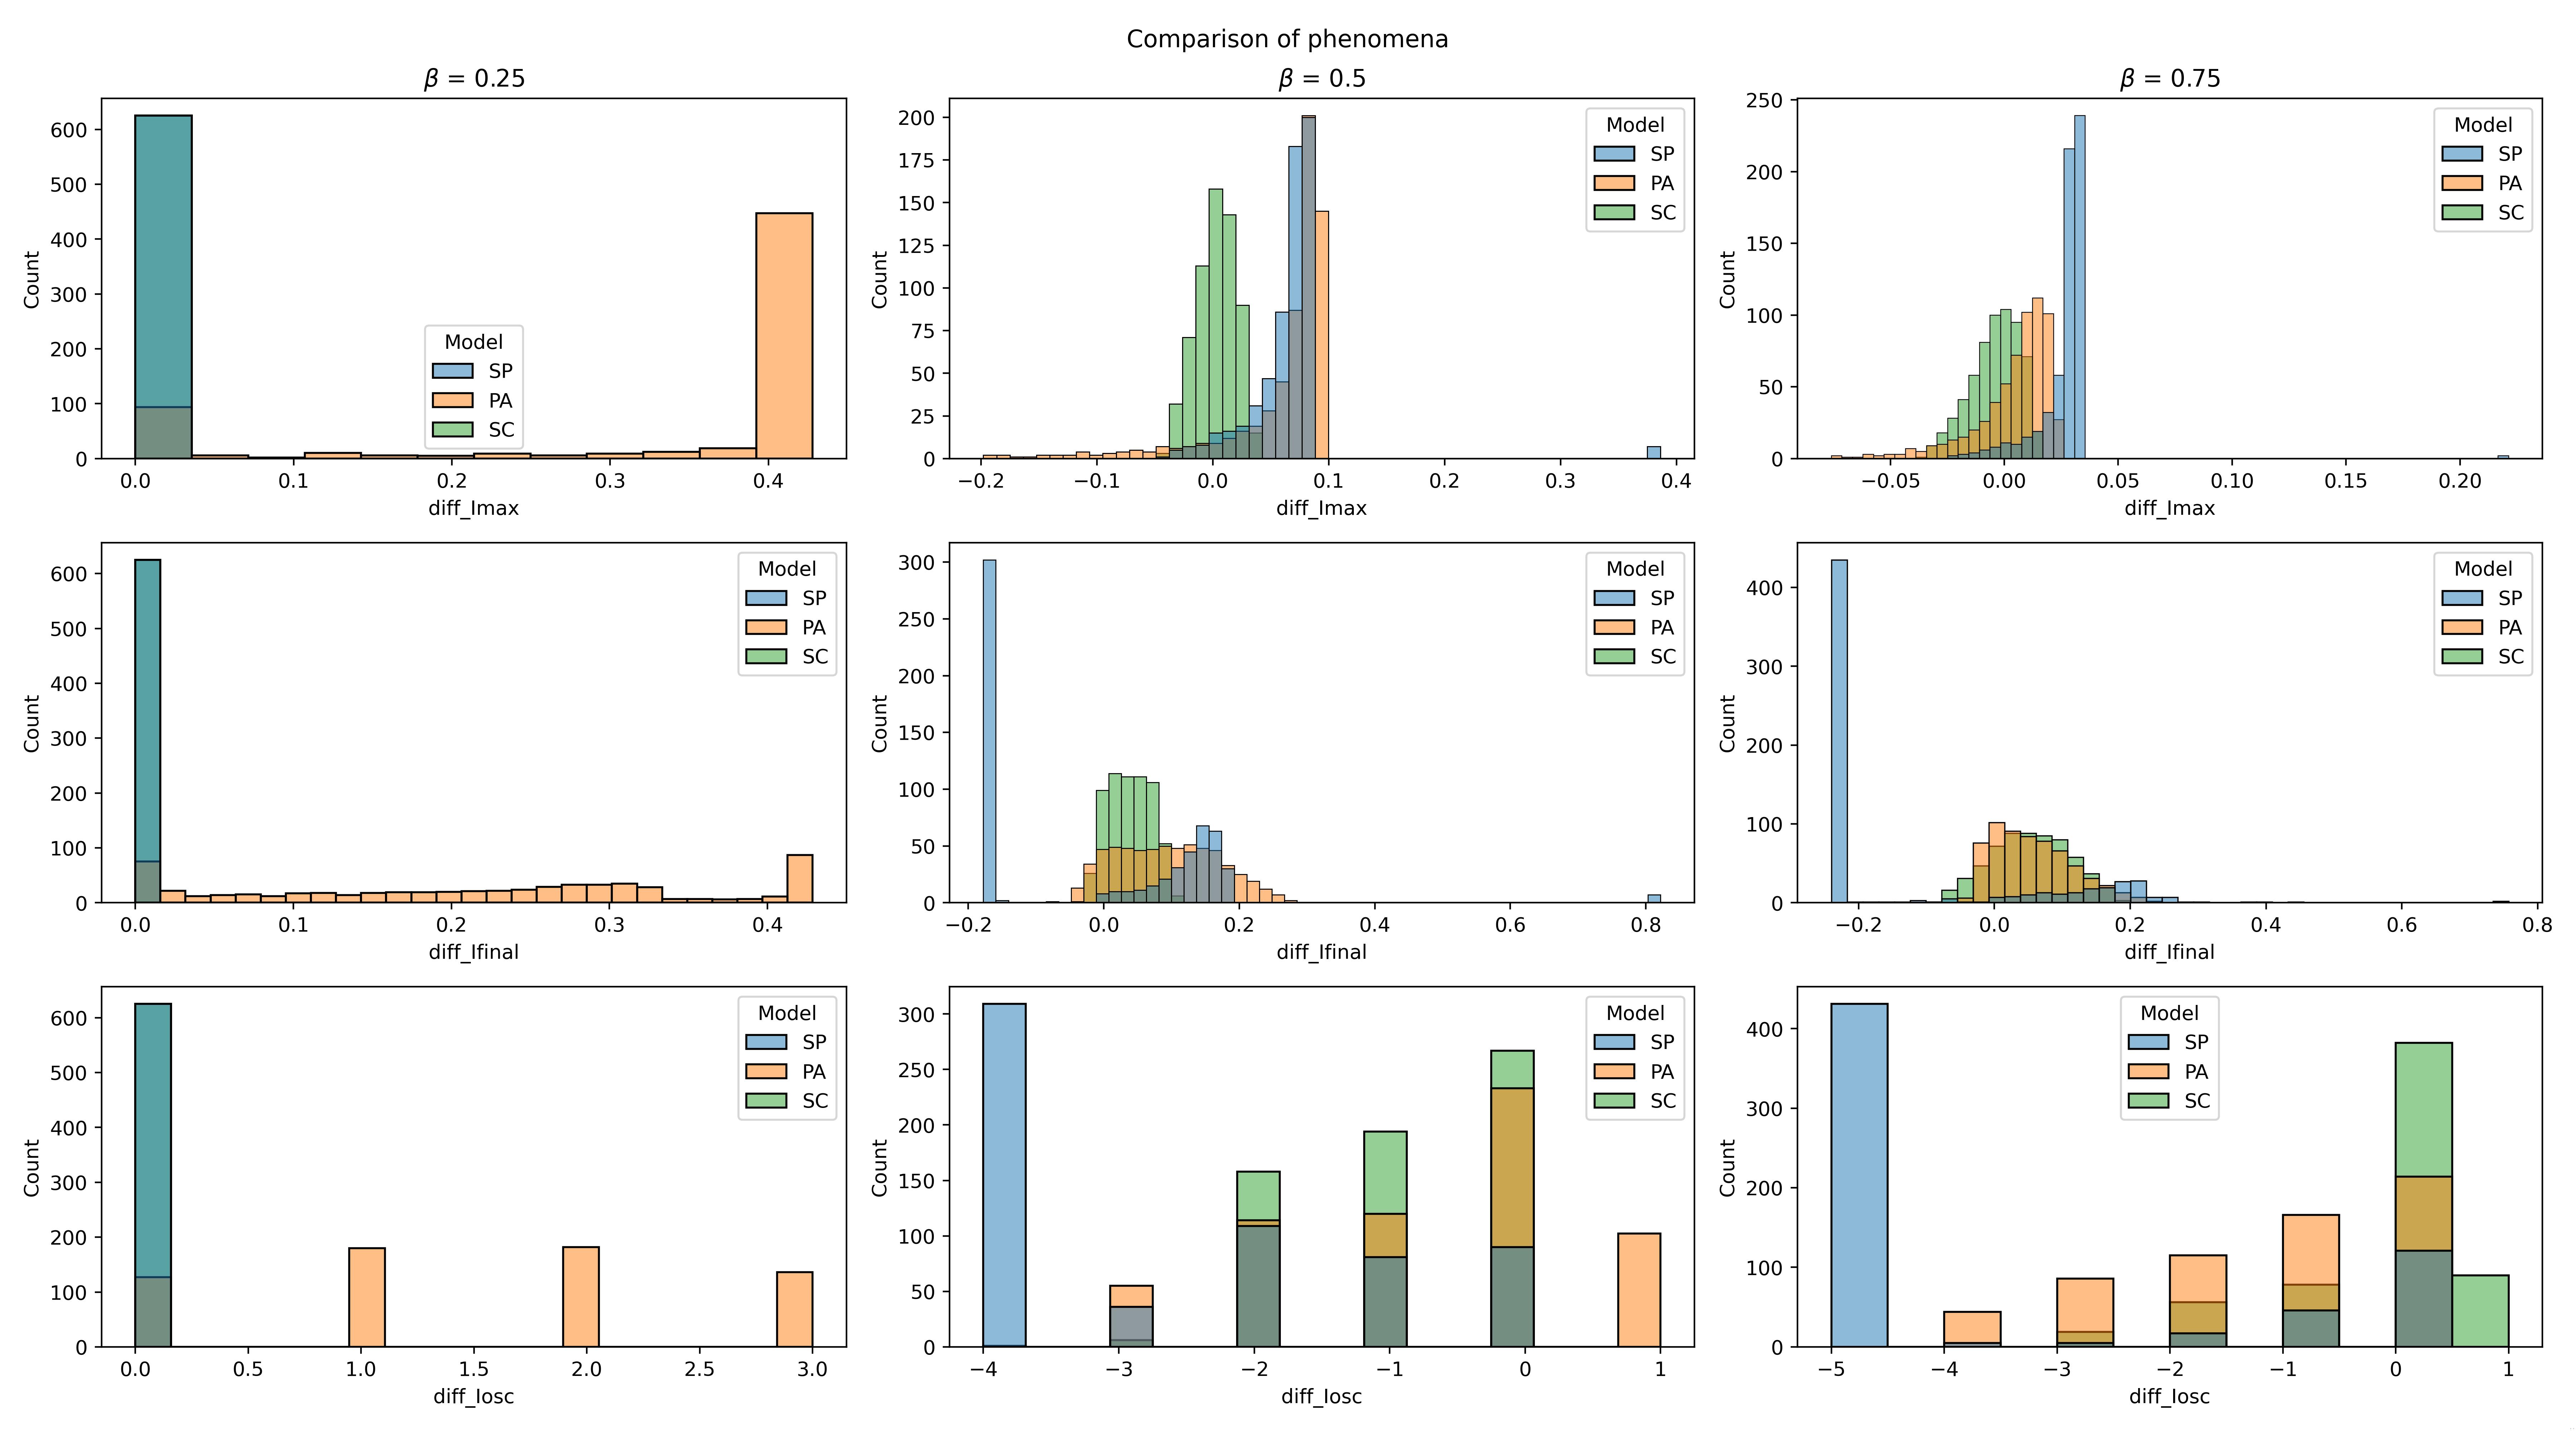 Comparison of phenomena
β = 0.25
600
500
400
300
200
100
0
Count
0.0 0.1 0.2 0.3 0.4
diff_Imax
Model
SP
PA
SC
β = 0.5
200
175
150
125
100
75
50
25
0
Count
−0.2 −0.1 0.0 0.1 0.2 0.3 0.4
diff_Imax
Model
SP
PA
SC
β = 0.75
250
200
150
100
50
0
Count
−0.05 0.00 0.05 0.10 0.15 0.20
diff_Imax
Model
SP
PA
SC
600
500
400
300
200
100
0
Count
0.0 0.1 0.2 0.3 0.4
diff_Ifinal
Model
SP
PA
SC
300
250
200
150
100
50
0
Count
−0.2 0.0 0.2 0.4 0.6 0.8
diff_Ifinal
Model
SP
PA
SC
400
300
200
100
0
Count
−0.2 0.0 0.2 0.4 0.6 0.8
diff_Ifinal
Model
SP
PA
SC
600
500
400
300
200
100
0
Count
0.0 0.5 1.0 1.5 2.0 2.5 3.0
diff_Iosc
Model
SP
PA
SC
300
250
200
150
100
50
0
Count
−4 −3 −2 −1 0 1
diff_Iosc
Model
SP
PA
SC
400
300
200
100
0
Count
−5 −4 −3 −2 −1 0 1
diff_Iosc
Model
SP
PA
SC